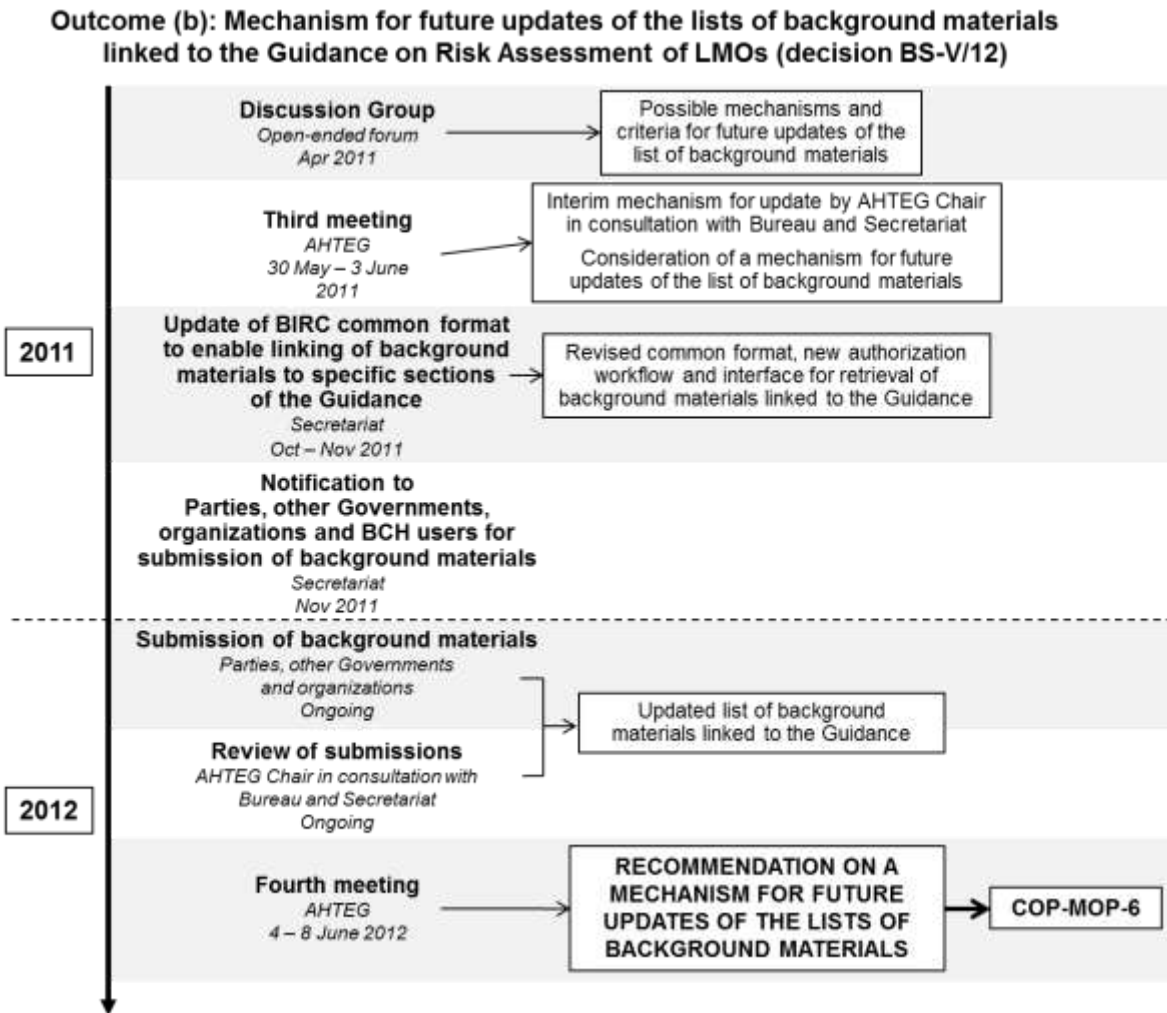 Outcome (b): Mechanism for future updates of the lists of background materials
linked to the Guidance on Risk Assessment of LMOs (decision BS-V/12)
Discussion Group
Open-ended forum
Apr 2011
Possible mechanisms and
criteria for future updates of the
list of background materials
Third meeting
AHTEG
30 May – 3 June
2011
Interim mechanism for update by AHTEG Chair
in consultation with Bureau and Secretariat
Consideration of a mechanism for future
updates of the list of background materials
2011
Update of BIRC common format
to enable linking of background
materials to specific sections
of the Guidance
Secretariat
Oct – Nov 2011
Revised common format, new authorization
workflow and interface for retrieval of
background materials linked to the Guidance
Notification to
Parties, other Governments,
organizations and BCH users for
submission of background materials
Secretariat
Nov 2011
Submission of background materials
Parties, other Governments
and organizations
Ongoing
Updated list of background
materials linked to the Guidance
Review of submissions
AHTEG Chair in consultation with
Bureau and Secretariat
Ongoing
2012
Fourth meeting
AHTEG
4 – 8 June 2012
RECOMMENDATION ON A
MECHANISM FOR FUTURE
UPDATES OF THE LISTS OF
BACKGROUND MATERIALS
COP-MOP-6